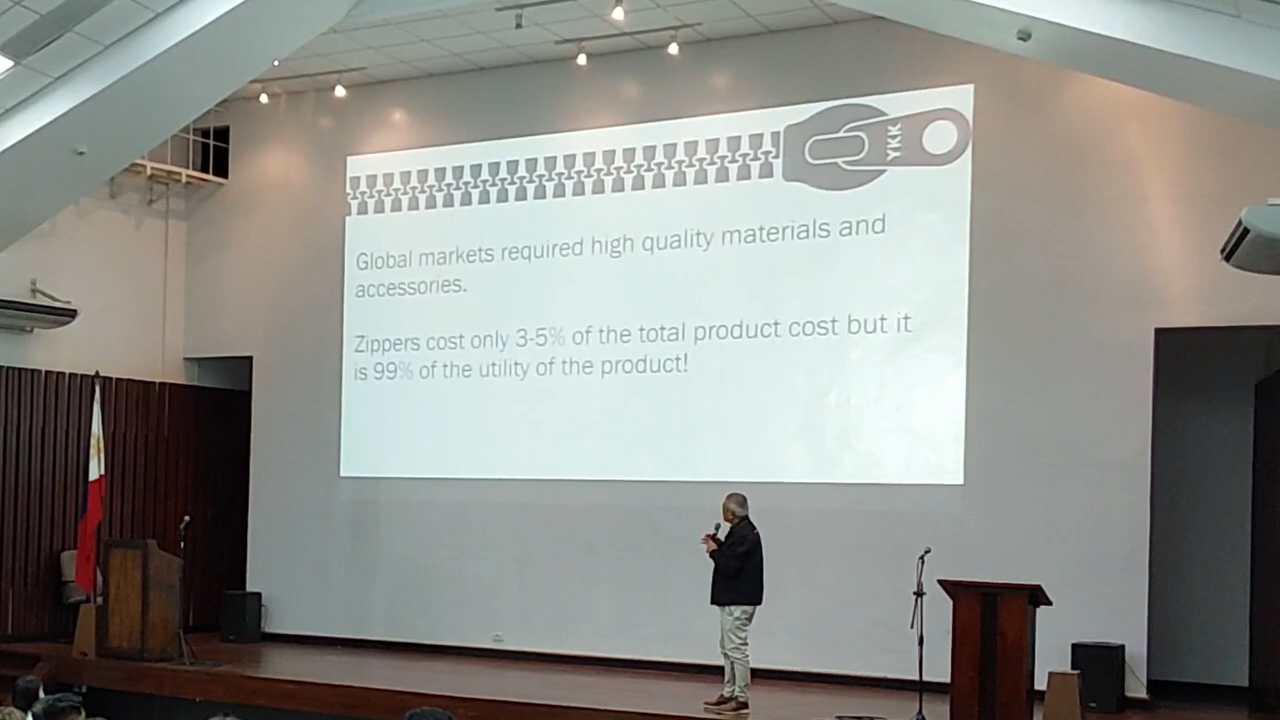 YKK
Global markets required high quality materials and
accessories.
Zippers cost only 3-5% of the total product cost but it
is 99% of the utility of the product!